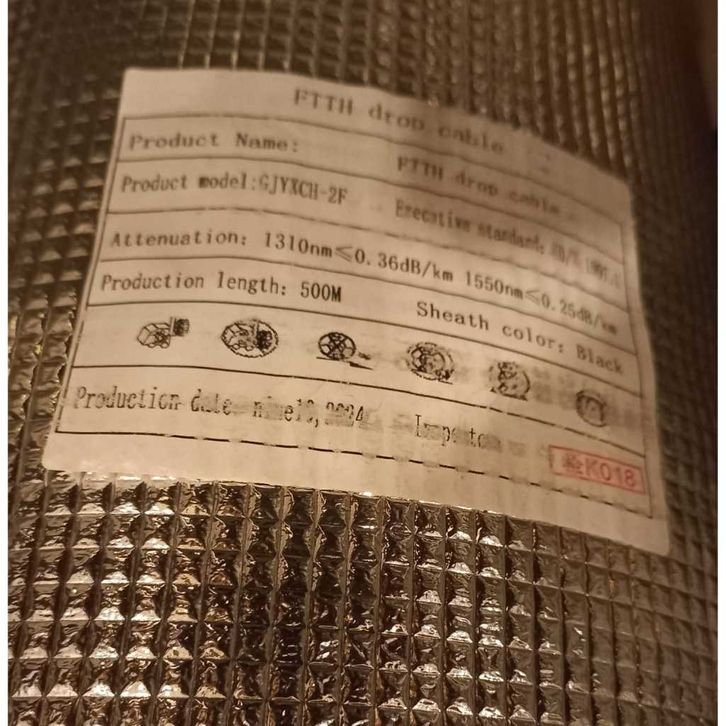 FTTH drop cable
Product Name: FTTH drop cable
Product model:GJYXCH-2F Executive standard:
Attenuation: 1310nm≤0.36dB/km 1550nm≤0.25dB/km
Production length: 500M Sheath color: Black
Production date
K018